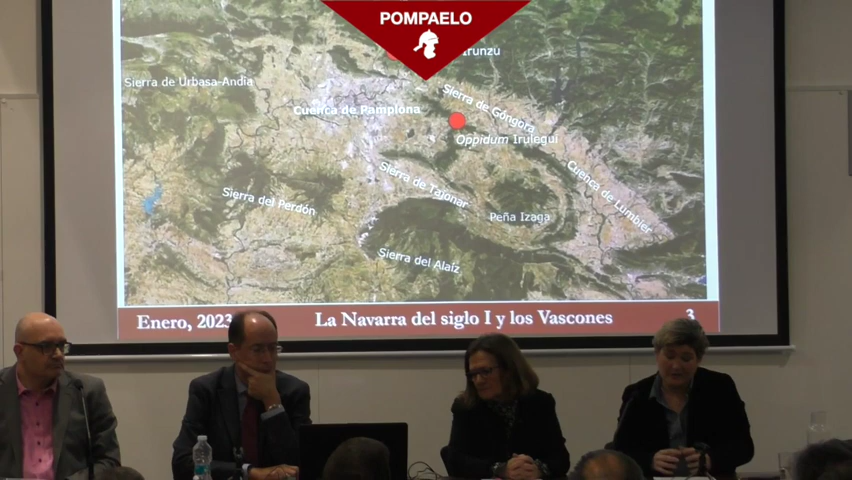 POMPAELO
Irunzu
Sierra de Urbasa-Andia
Sierra de Góngora
Cuenca de Pamplona
Oppidum Irulegui
Cuenca de Lumbier
Sierra de Tajonar
Sierra del Perdón
Peña Izaga
Sierra del Alaiz
Enero, 2023
La Navarra del siglo I y los Vascones
3